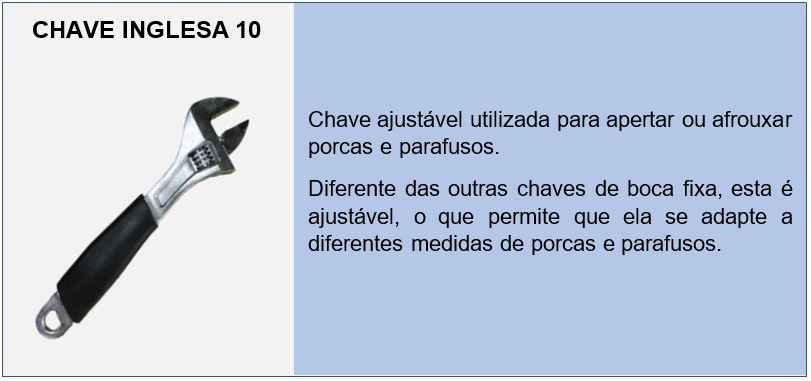 CHAVE INGLESA 10
Chave ajustável utilizada para apertar ou afrouxar
porcas e parafusos.
Diferente das outras chaves de boca fixa, esta é
ajustável, o que permite que ela se adapte a
diferentes medidas de porcas e parafusos.